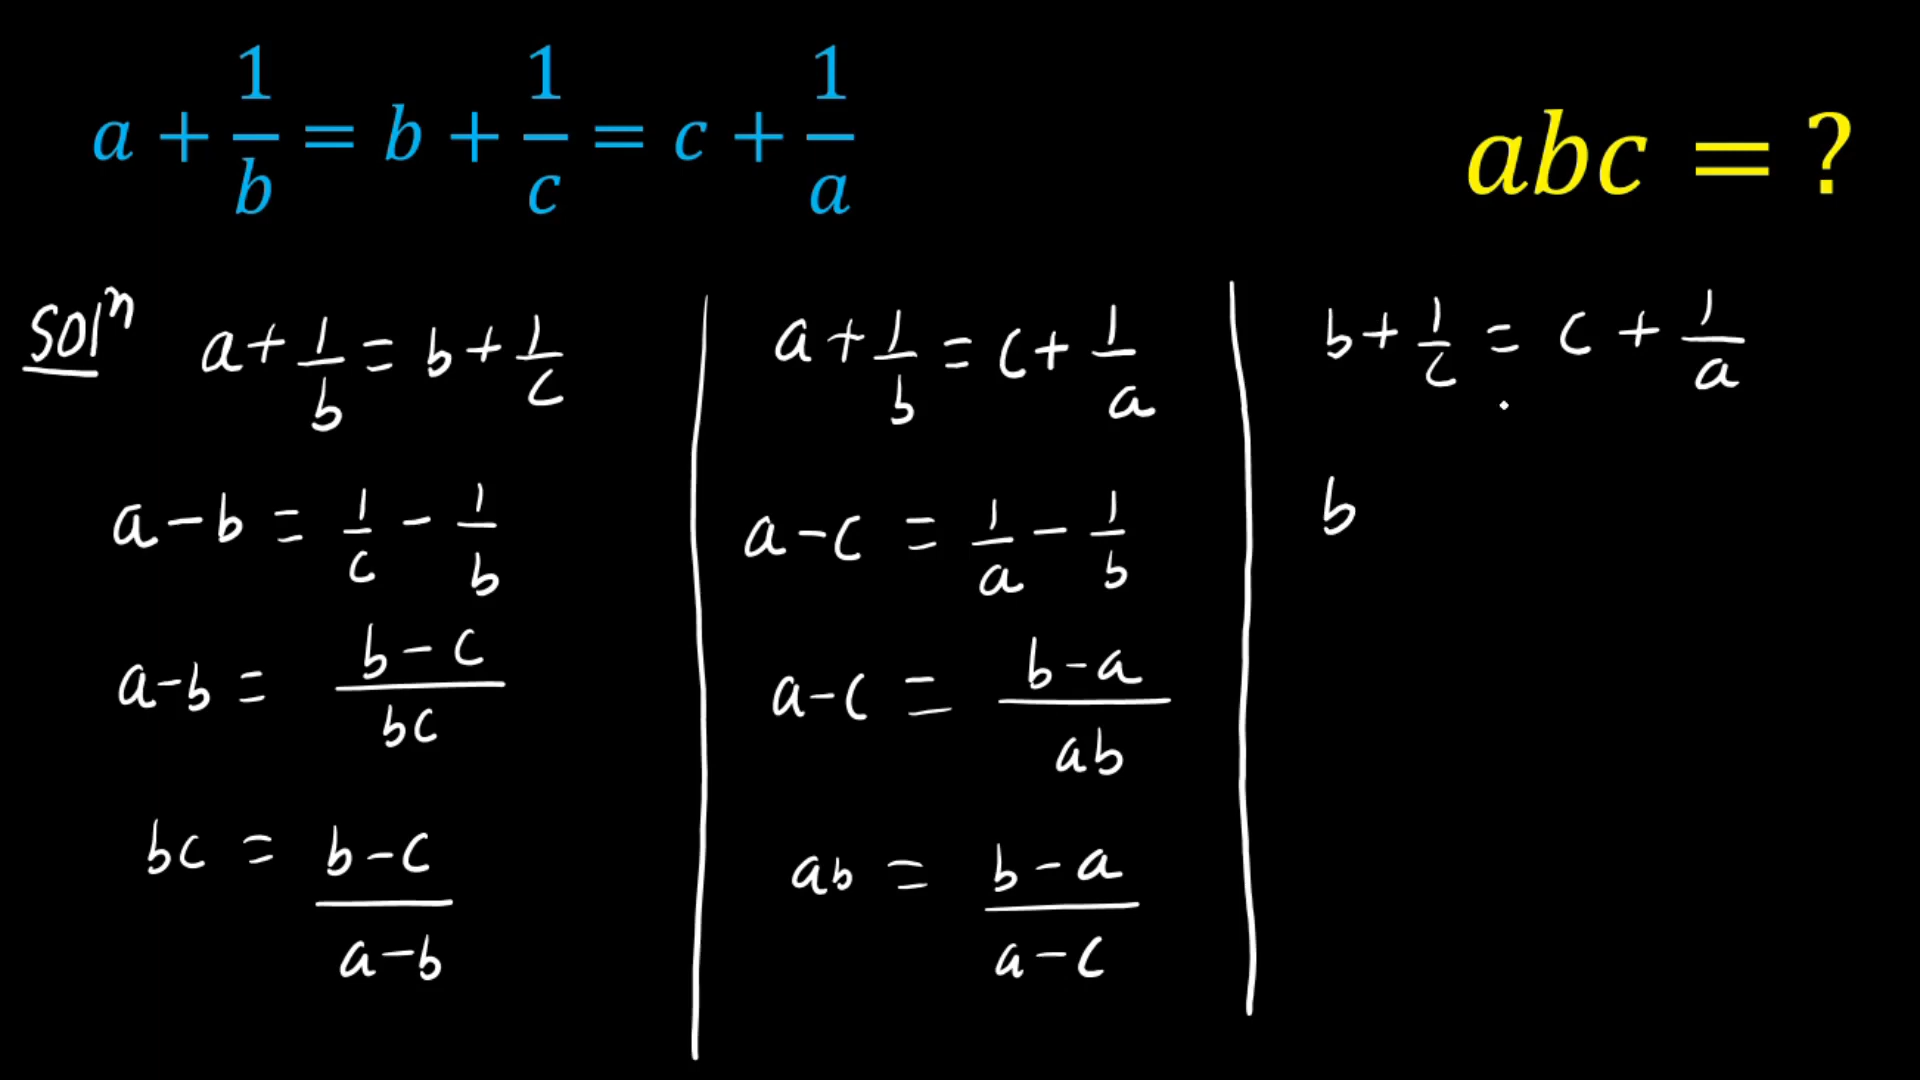 a + 1/b = b + 1/c = c + 1/a
abc = ?
Solⁿ
a + 1/b = b + 1/c
a - b = 1/c - 1/b
a - b = (b - c)/bc
bc = (b - c)/(a - b)
a + 1/b = c + 1/a
a - c = 1/a - 1/b
a - c = (b - a)/ab
ab = (b - a)/(a - c)
b + 1/c = c + 1/a
b